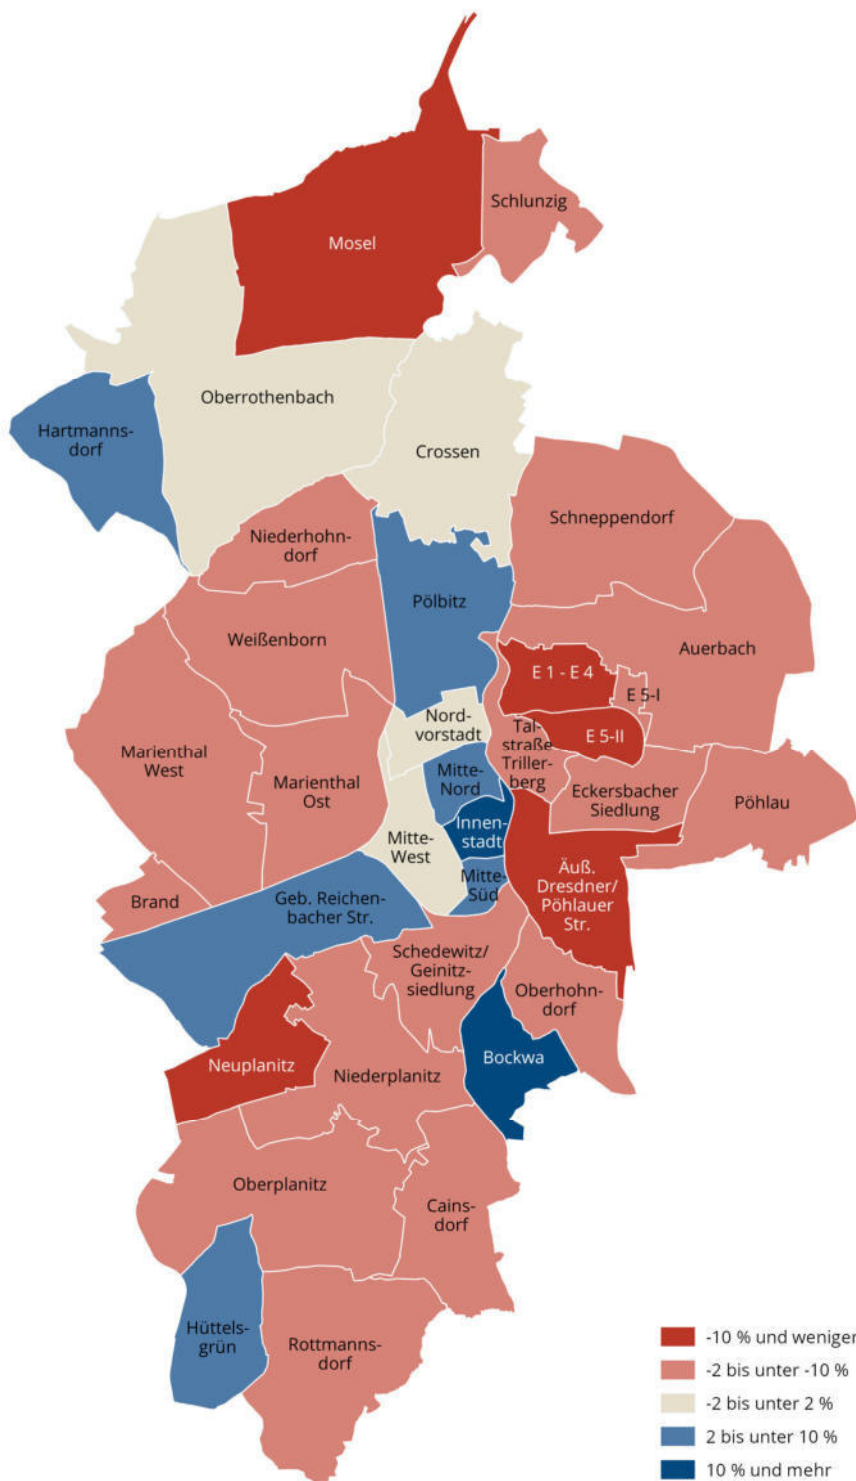 Schlunzig
Mosel
Oberrothenbach
Hartmanns-
dorf
Crossen
Schneppendorf
Niederhohn-
dorf
Pölbitz
Weißenborn
Auerbach
E 1 - E 4
E 5-I
Nord-
vorstadt
Tal-
straße
Triller-
berg
E 5-II
Marienthal
West
Marienthal
Ost
Mitte-
Nord
Eckersbacher
Siedlung
Pöhlau
Innen-
stadt
Mitte-
West
Mitte-
Süd
Äuß.
Dresdner/
Pöhlauer
Str.
Brand
Geb. Reichen-
bacher Str.
Schedewitz/
Geinitz-
siedlung
Oberhohn-
dorf
Neuplanitz
Niederplanitz
Bockwa
Oberplanitz
Cains-
dorf
Hüttels-
grün
Rottmanns-
dorf
-10 % und weniger
-2 bis unter -10 %
-2 bis unter 2 %
2 bis unter 10 %
10 % und mehr